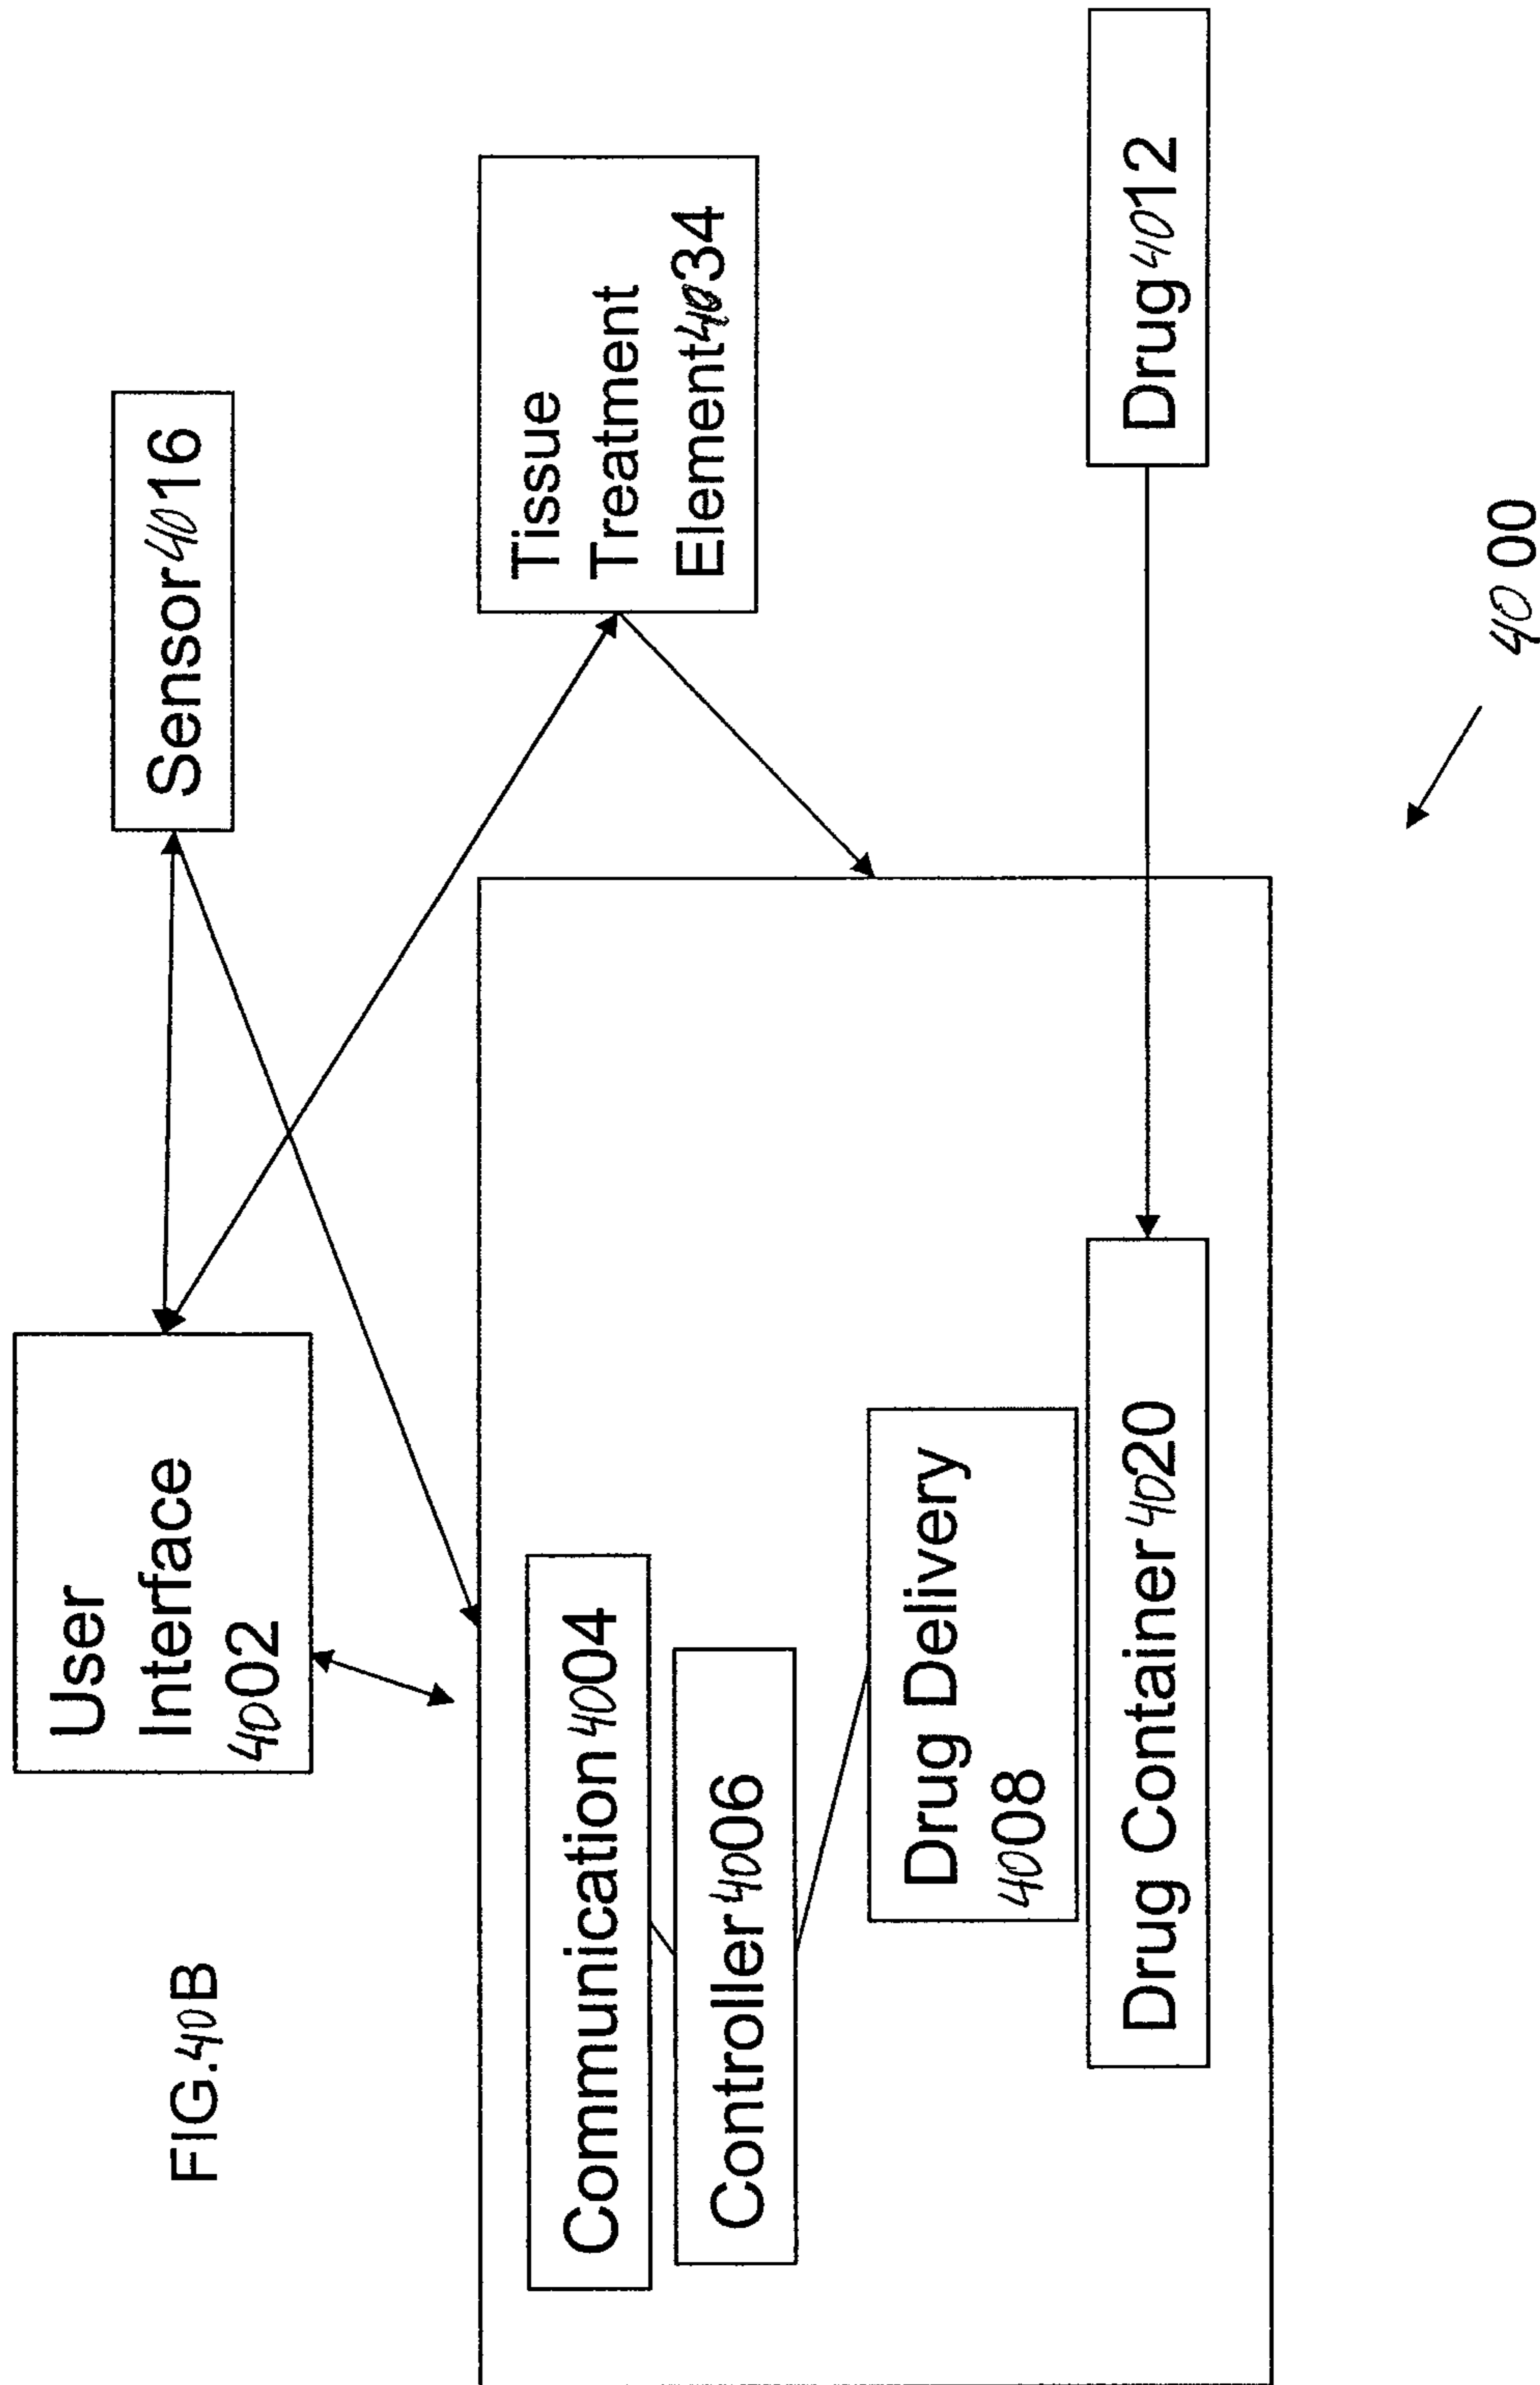 FIG.40B
User
Interface
4002
Sensor 4016
Communication 4004
Controller 4006
Tissue
Treatment
Element 4034
Drug Delivery
4008
Drug Container 4020
Drug 4012
4000